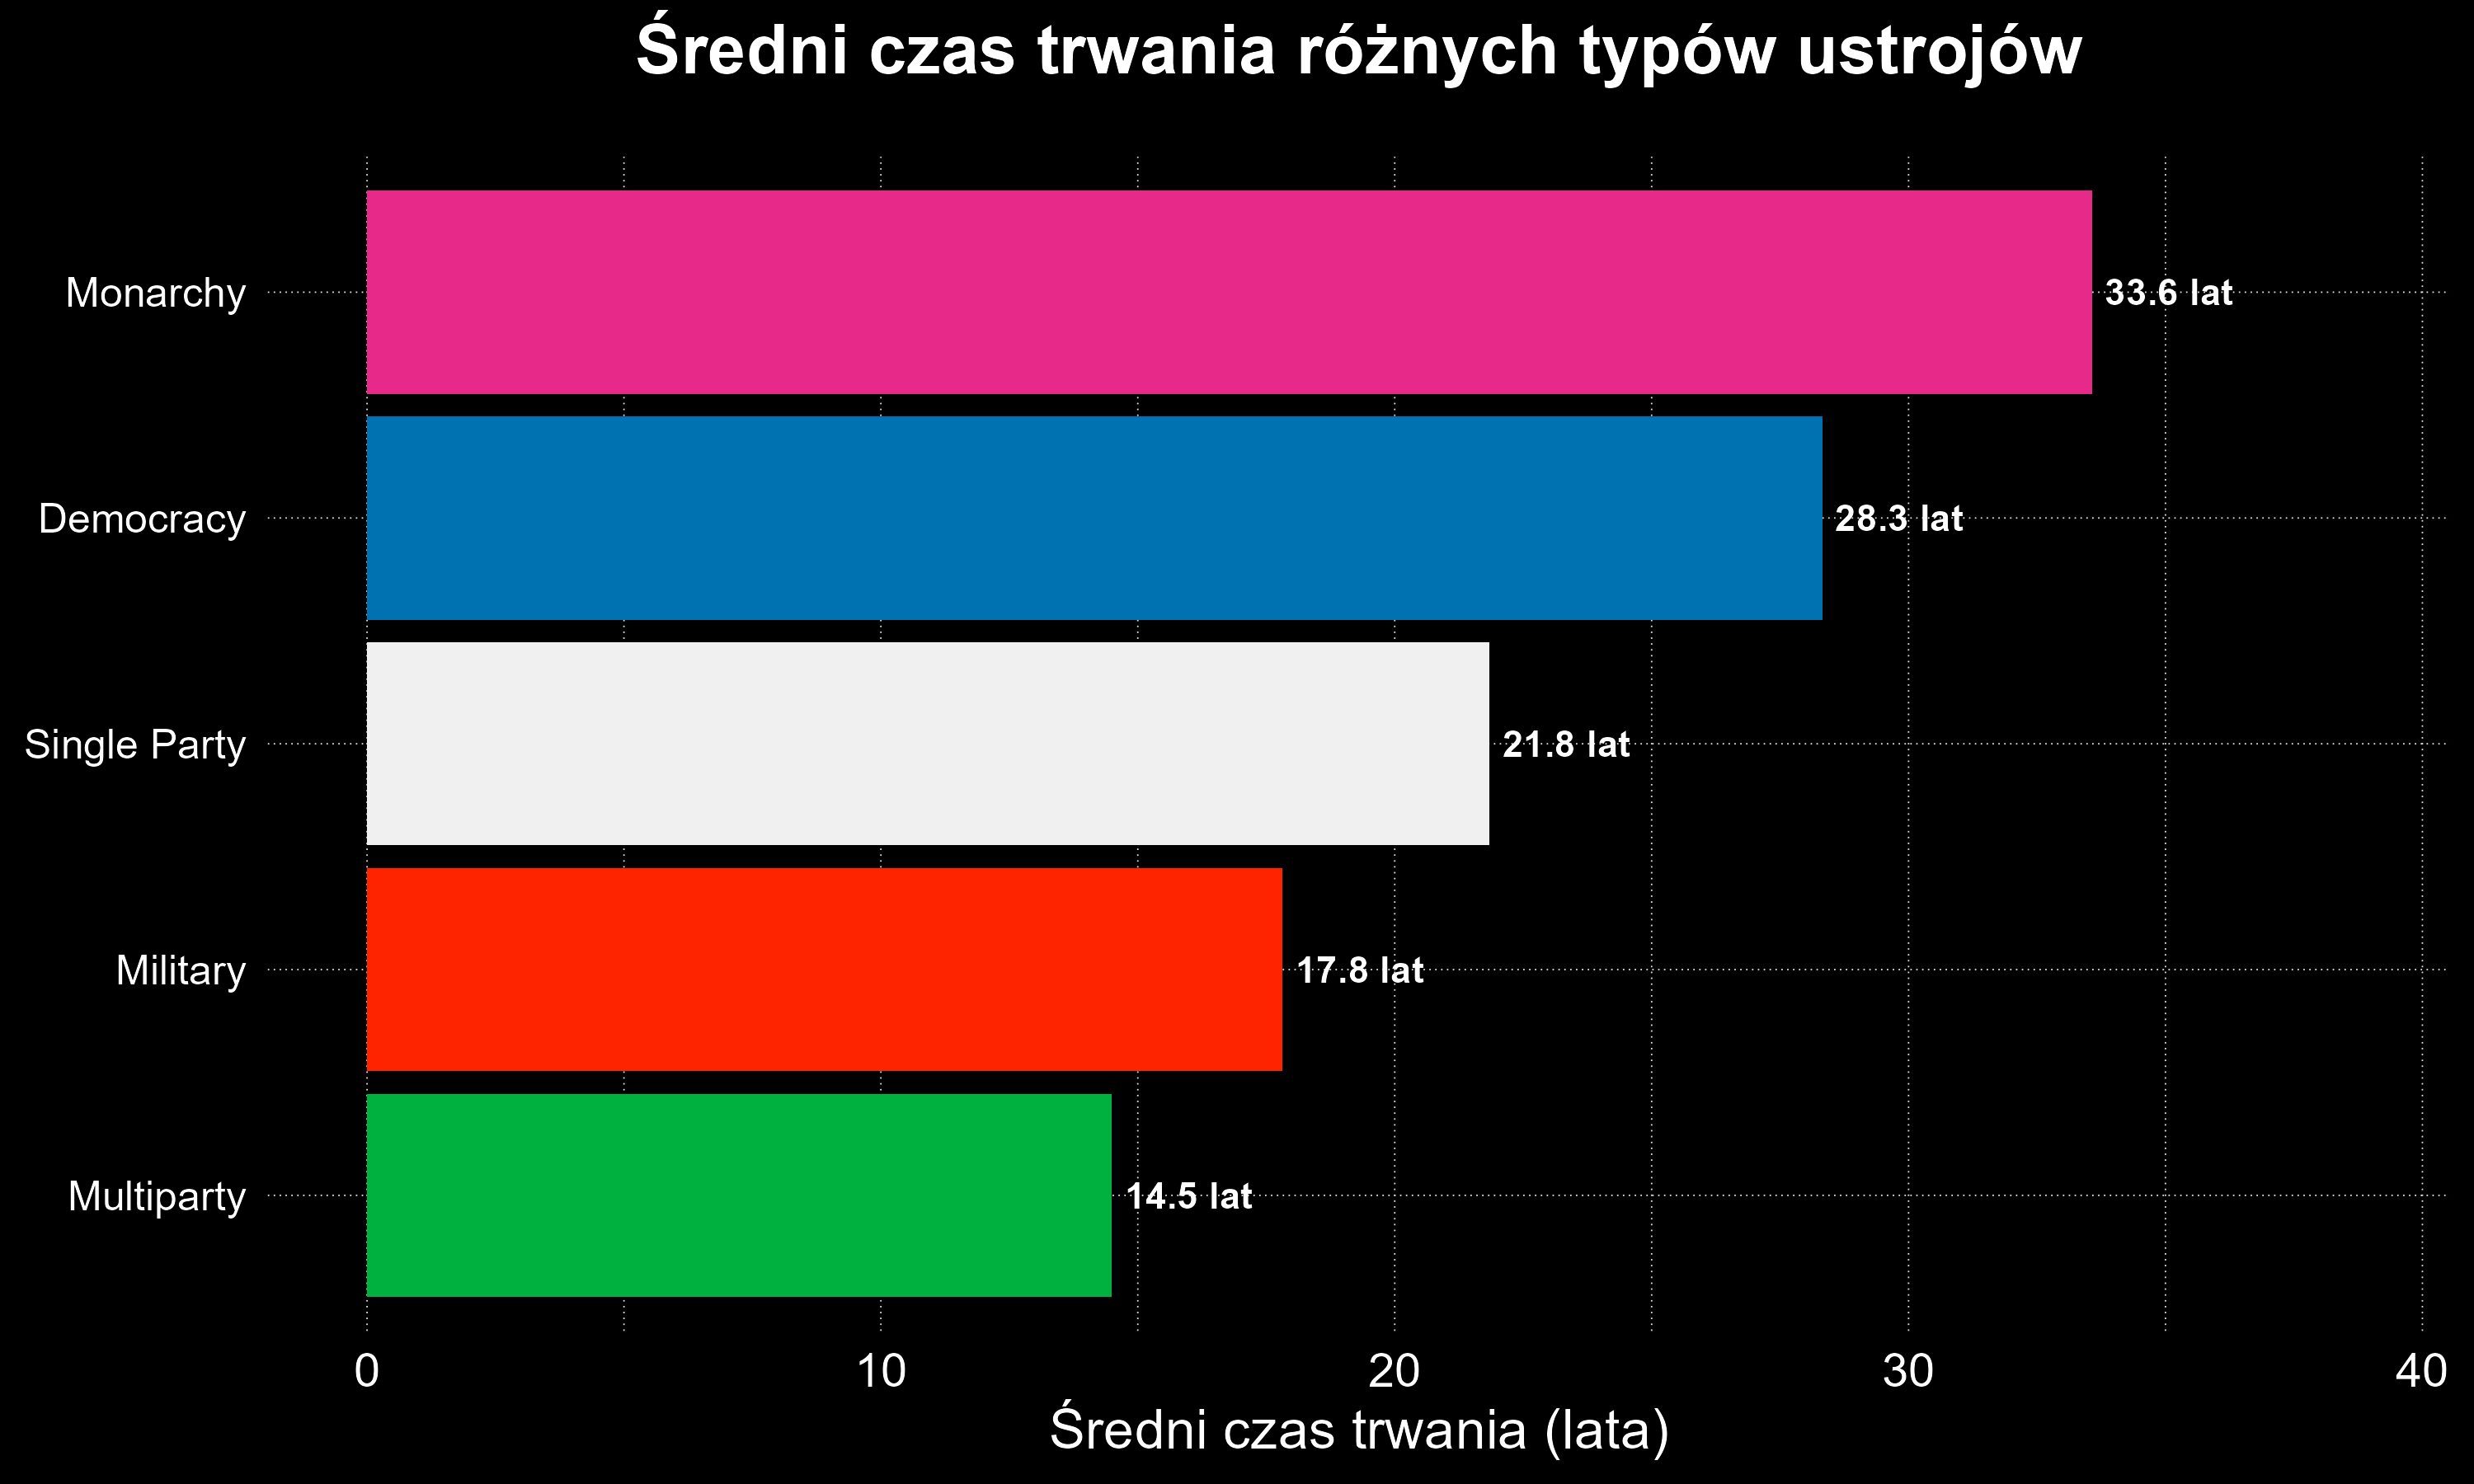 Średni czas trwania różnych typów ustrojów
Monarchy
33.6 lat
Democracy
28.3 lat
Single Party
21.8 lat
Military
17.8 lat
Multiparty
14.5 lat
0 10 20 30 40
Średni czas trwania (lata)